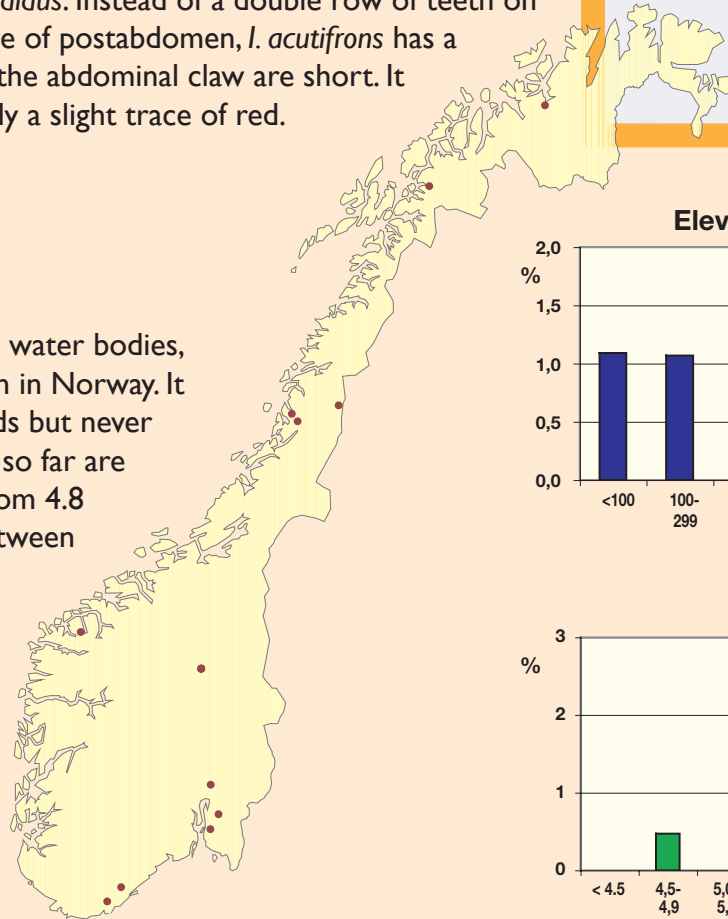 Instead of a double row of teeth on
of postabdomen, I. acutifrons has a
the abdominal claw are short. It
a slight trace of red.
water bodies,
in Norway. It
but never
so far are
4.8
Elev
2,0
%
1,5
1,0
0,5
0,0
<100
100-
299
3
%
2
1
0
< 4.5
4,5-
4,9